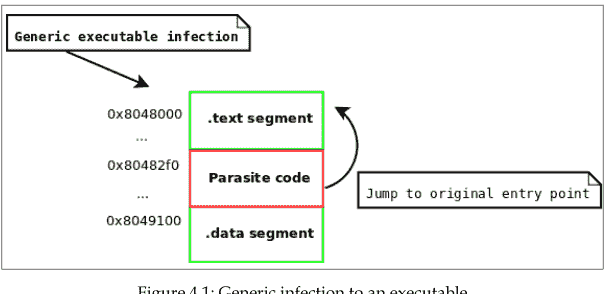 Generic executable infection
0x8048000
.text segment
...
0x80482f0
Parasite code
...
Jump to original entry point
0x8049100
.data segment
Figure 4.1: Generic infection to an executable